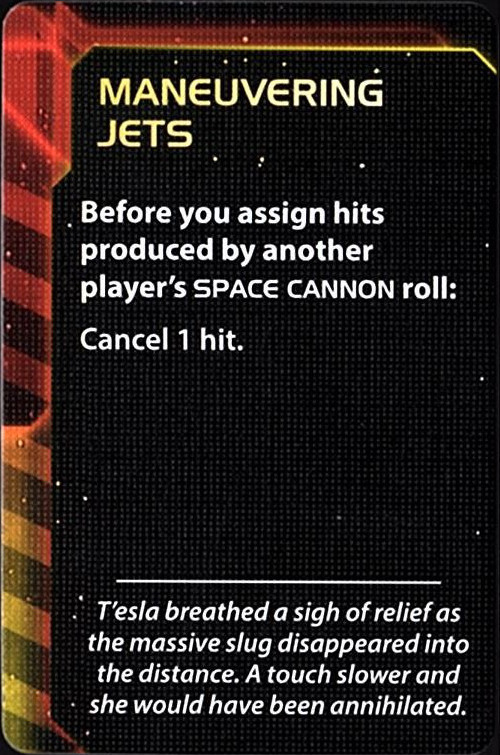 MANEUVERING
JETS
Before you assign hits
produced by another
player's SPACE CANNON roll:
Cancel 1 hit.
T'esla breathed a sigh of relief as
the massive slug disappeared into
the distance. A touch slower and
she would have been annihilated.